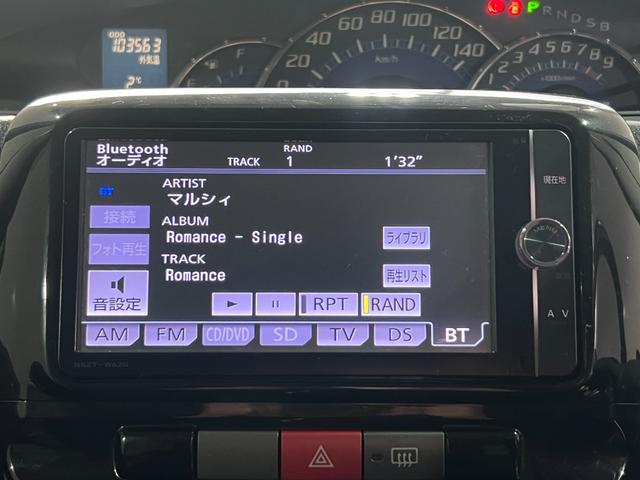 ODO 103563
外気温
2℃
0 20 40 60 80 100 120 140
km/h
0 1 2 3 4 5 6 7 8 9
P R N D S B
Bluetooth
オーディオ
RAND
TRACK 1 1'32"
BT
ARTIST
マルシィ
接続
ALBUM
Romance - Single
ライブラリ
フォト再生
TRACK
Romance
再生リスト
音設定
RPT RAND
AM FM CD/DVD SD TV DS BT
NSZT-W62G
現在地
MENU
AV